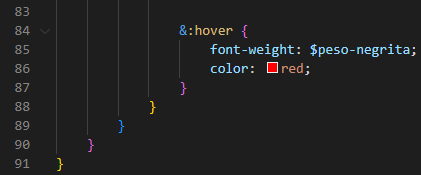 83
84 &:hover {
85 font-weight: $peso-negrita;
86 color: red;
87 }
88 }
89 }
90 }
91 }